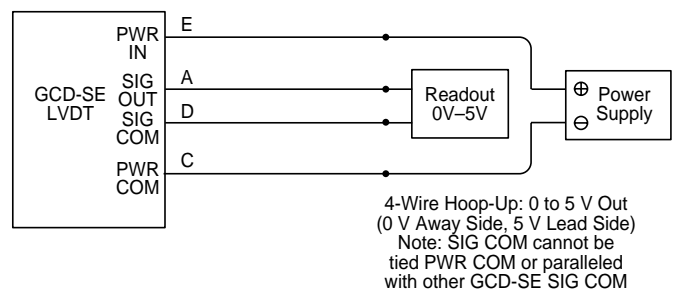 GCD-SE
LVDT
PWR
IN
SIG
OUT
SIG
COM
PWR
COM
E
A
D
C
Readout
0V–5V
⊕ Power
⊖ Supply
4-Wire Hoop-Up: 0 to 5 V Out
(0 V Away Side, 5 V Lead Side)
Note: SIG COM cannot be
tied PWR COM or paralleled
with other GCD-SE SIG COM